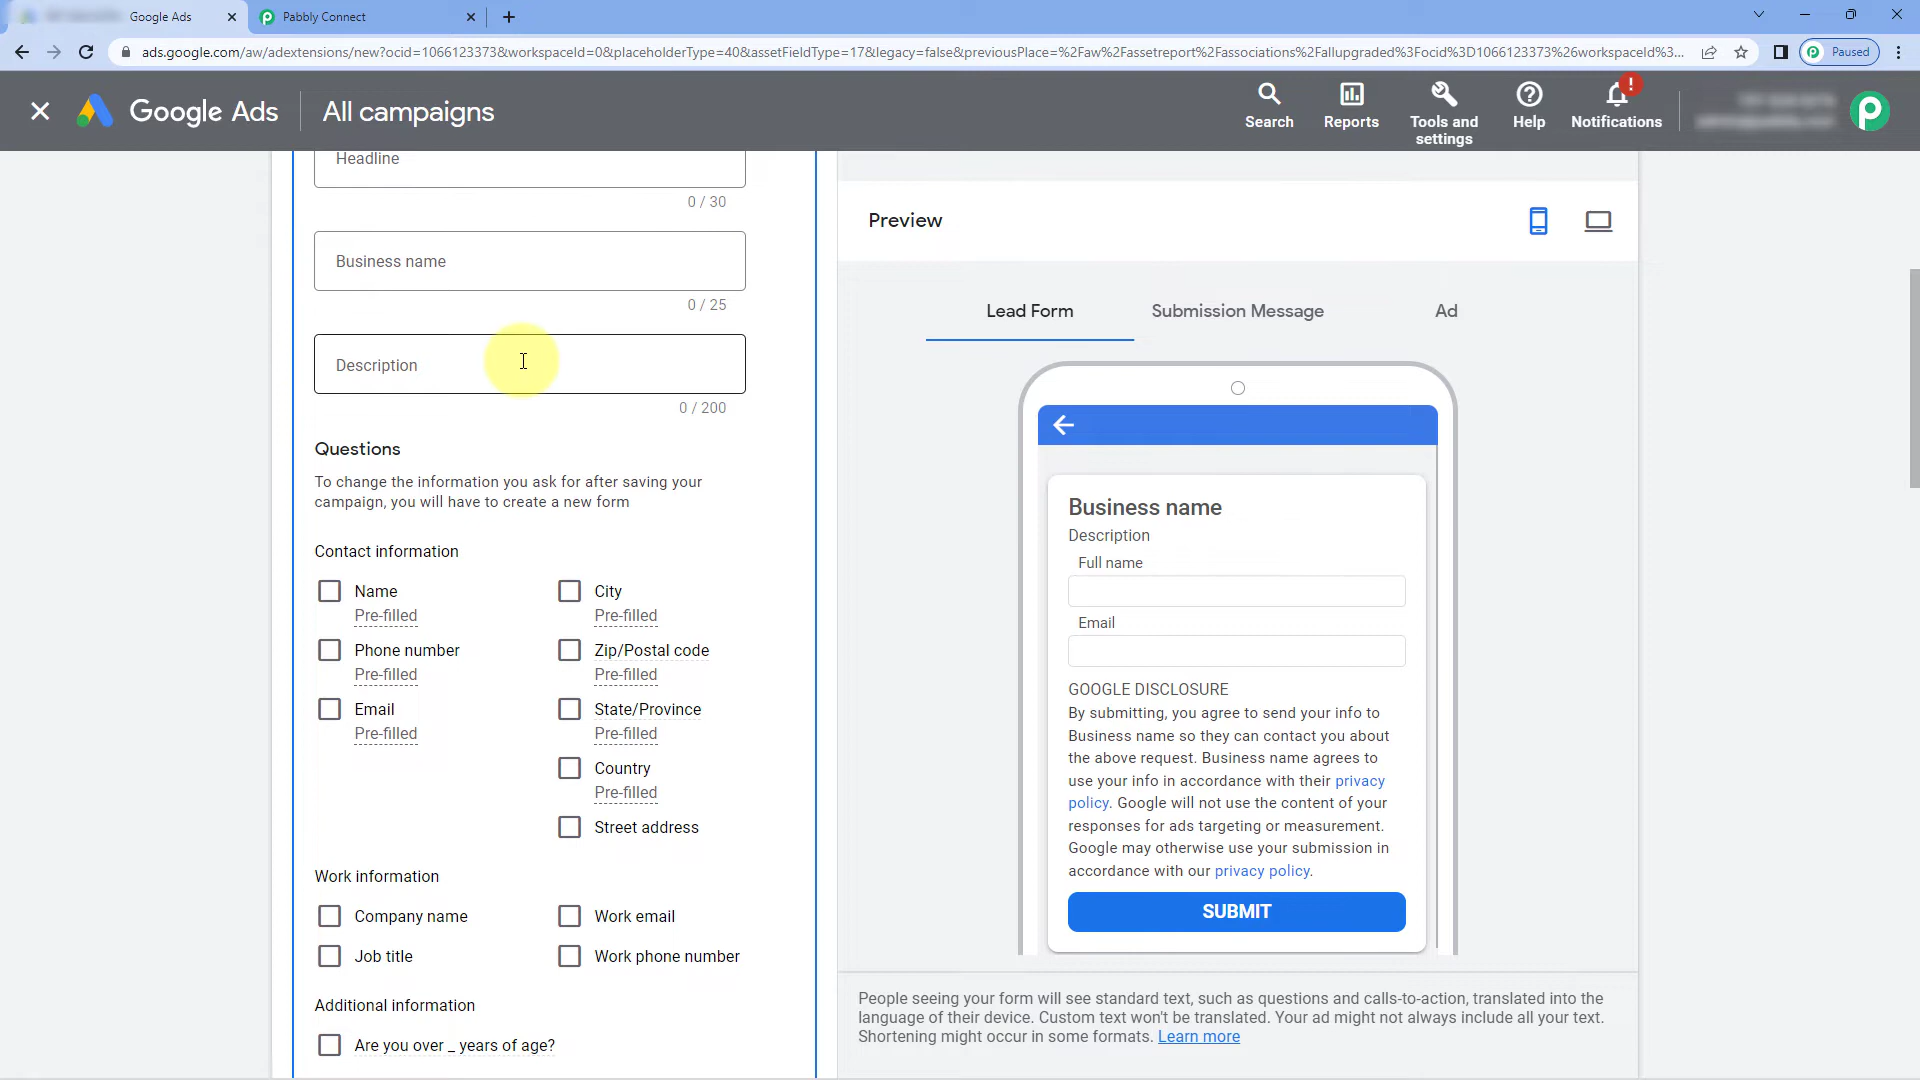 Google Ads
Pabbly Connect
ads.google.com/aw/adextensions/new?ocid=1066123373&workspaceId=0&placeholderType=40&assetFieldType=17&legacy=false&previousPlace=%2Faw%2Fassetreport%2Fassociations%2Fallupgraded%3Focid%3D1066123373%26workspaceId%3...
Paused
Google Ads
All campaigns
Search
Reports
Tools and
settings
Help
!
Notifications
Headline
0 / 30
Business name
0 / 25
Description
0 / 200
Questions
To change the information you ask for after saving your
campaign, you will have to create a new form
Contact information
Name
Pre-filled
City
Pre-filled
Phone number
Pre-filled
Zip/Postal code
Pre-filled
Email
Pre-filled
State/Province
Pre-filled
Country
Pre-filled
Street address
Work information
Company name
Work email
Job title
Work phone number
Additional information
Are you over _ years of age?
Preview
Lead Form
Submission Message
Ad
Business name
Description
Full name
Email
GOOGLE DISCLOSURE
By submitting, you agree to send your info to
Business name so they can contact you about
the above request. Business name agrees to
use your info in accordance with their privacy
policy. Google will not use the content of your
responses for ads targeting or measurement.
Google may otherwise use your submission in
accordance with our privacy policy.
SUBMIT
People seeing your form will see standard text, such as questions and calls-to-action, translated into the
language of their device. Custom text won't be translated. Your ad might not always include all your text.
Shortening might occur in some formats. Learn more